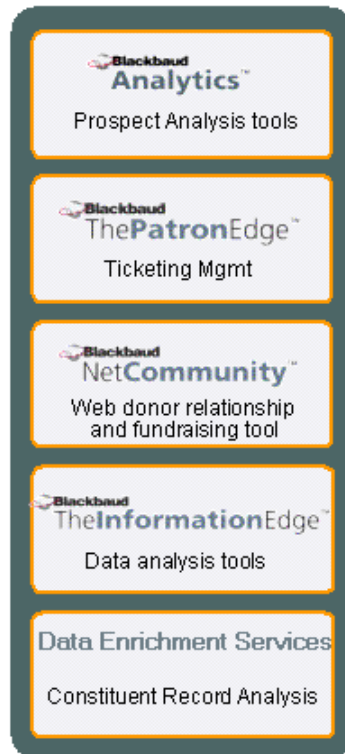 Blackbaud
Analytics™
Prospect Analysis tools
Blackbaud
ThePatronEdge™
Ticketing Mgmt
Blackbaud
NetCommunity™
Web donor relationship
and fundraising tool
Blackbaud
TheInformationEdge™
Data analysis tools
Data Enrichment Services
Constituent Record Analysis